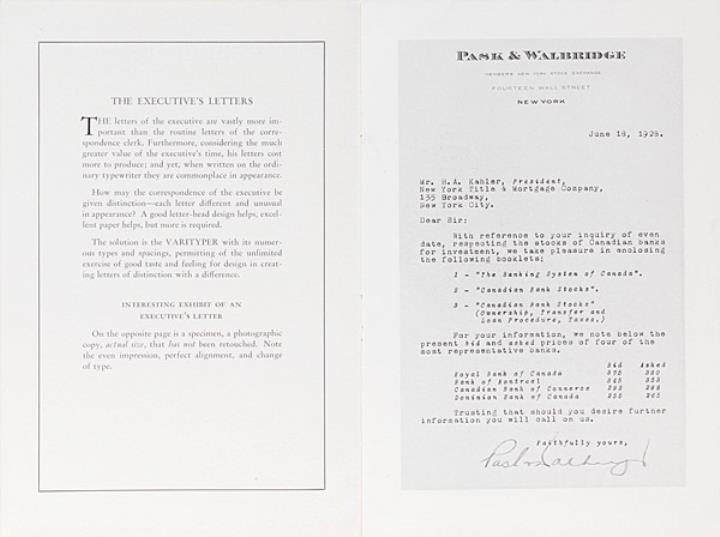 THE EXECUTIVE'S LETTERS
THE letters of the executive are vastly more im-
portant than the routine letters of the corre-
spondence clerk. Furthermore, considering the much
greater value of the executive's time, his letters cost
more to produce; and yet, when written on the ordi-
nary typewriter they are commonplace in appearance.
How may the correspondence of the executive be
given distinction—each letter different and unusual
in appearance? A good letter-head design helps, excel-
lent paper helps, but more is required.
The solution is the VARITYPER with its numer-
ous types and spacings, permitting of the unlimited
exercise of good taste and feeling for design in creat-
ing letters of distinction with a difference.
INTERESTING EXHIBIT OF AN
EXECUTIVE'S LETTER
On the opposite page is a specimen, a photographic
copy, actual size, that has not been retouched. Note
the even impression, perfect alignment, and change
of type.
PASK & WALBRIDGE
MEMBERS NEW YORK STOCK EXCHANGE
FOURTEEN WALL STREET
NEW YORK
June 18, 1928.
Mr. H.A. Kahler, President,
New York Title & Mortgage Company,
135 Broadway,
New York City.
Dear Sir:
With reference to your inquiry of even
date, respecting the stocks of Canadian banks
for investment, we take pleasure in enclosing
the following booklets:
1 - "The Banking System of Canada".
2 - "Canadian Bank Stocks".
3 - "Canadian Bank Stocks"
(Ownership, Transfer and
Loan Procedure, Taxes.)
For your information, we note below the
present bid and asked prices of four of the
most representative banks.
Bid Asked
Royal Bank of Canada
Bank of Montreal
Canadian Bank of Commerce
Dominion Bank of Canada
Trusting that should you desire further
information you will call on us.
Faithfully yours,
Pask & Walbridge